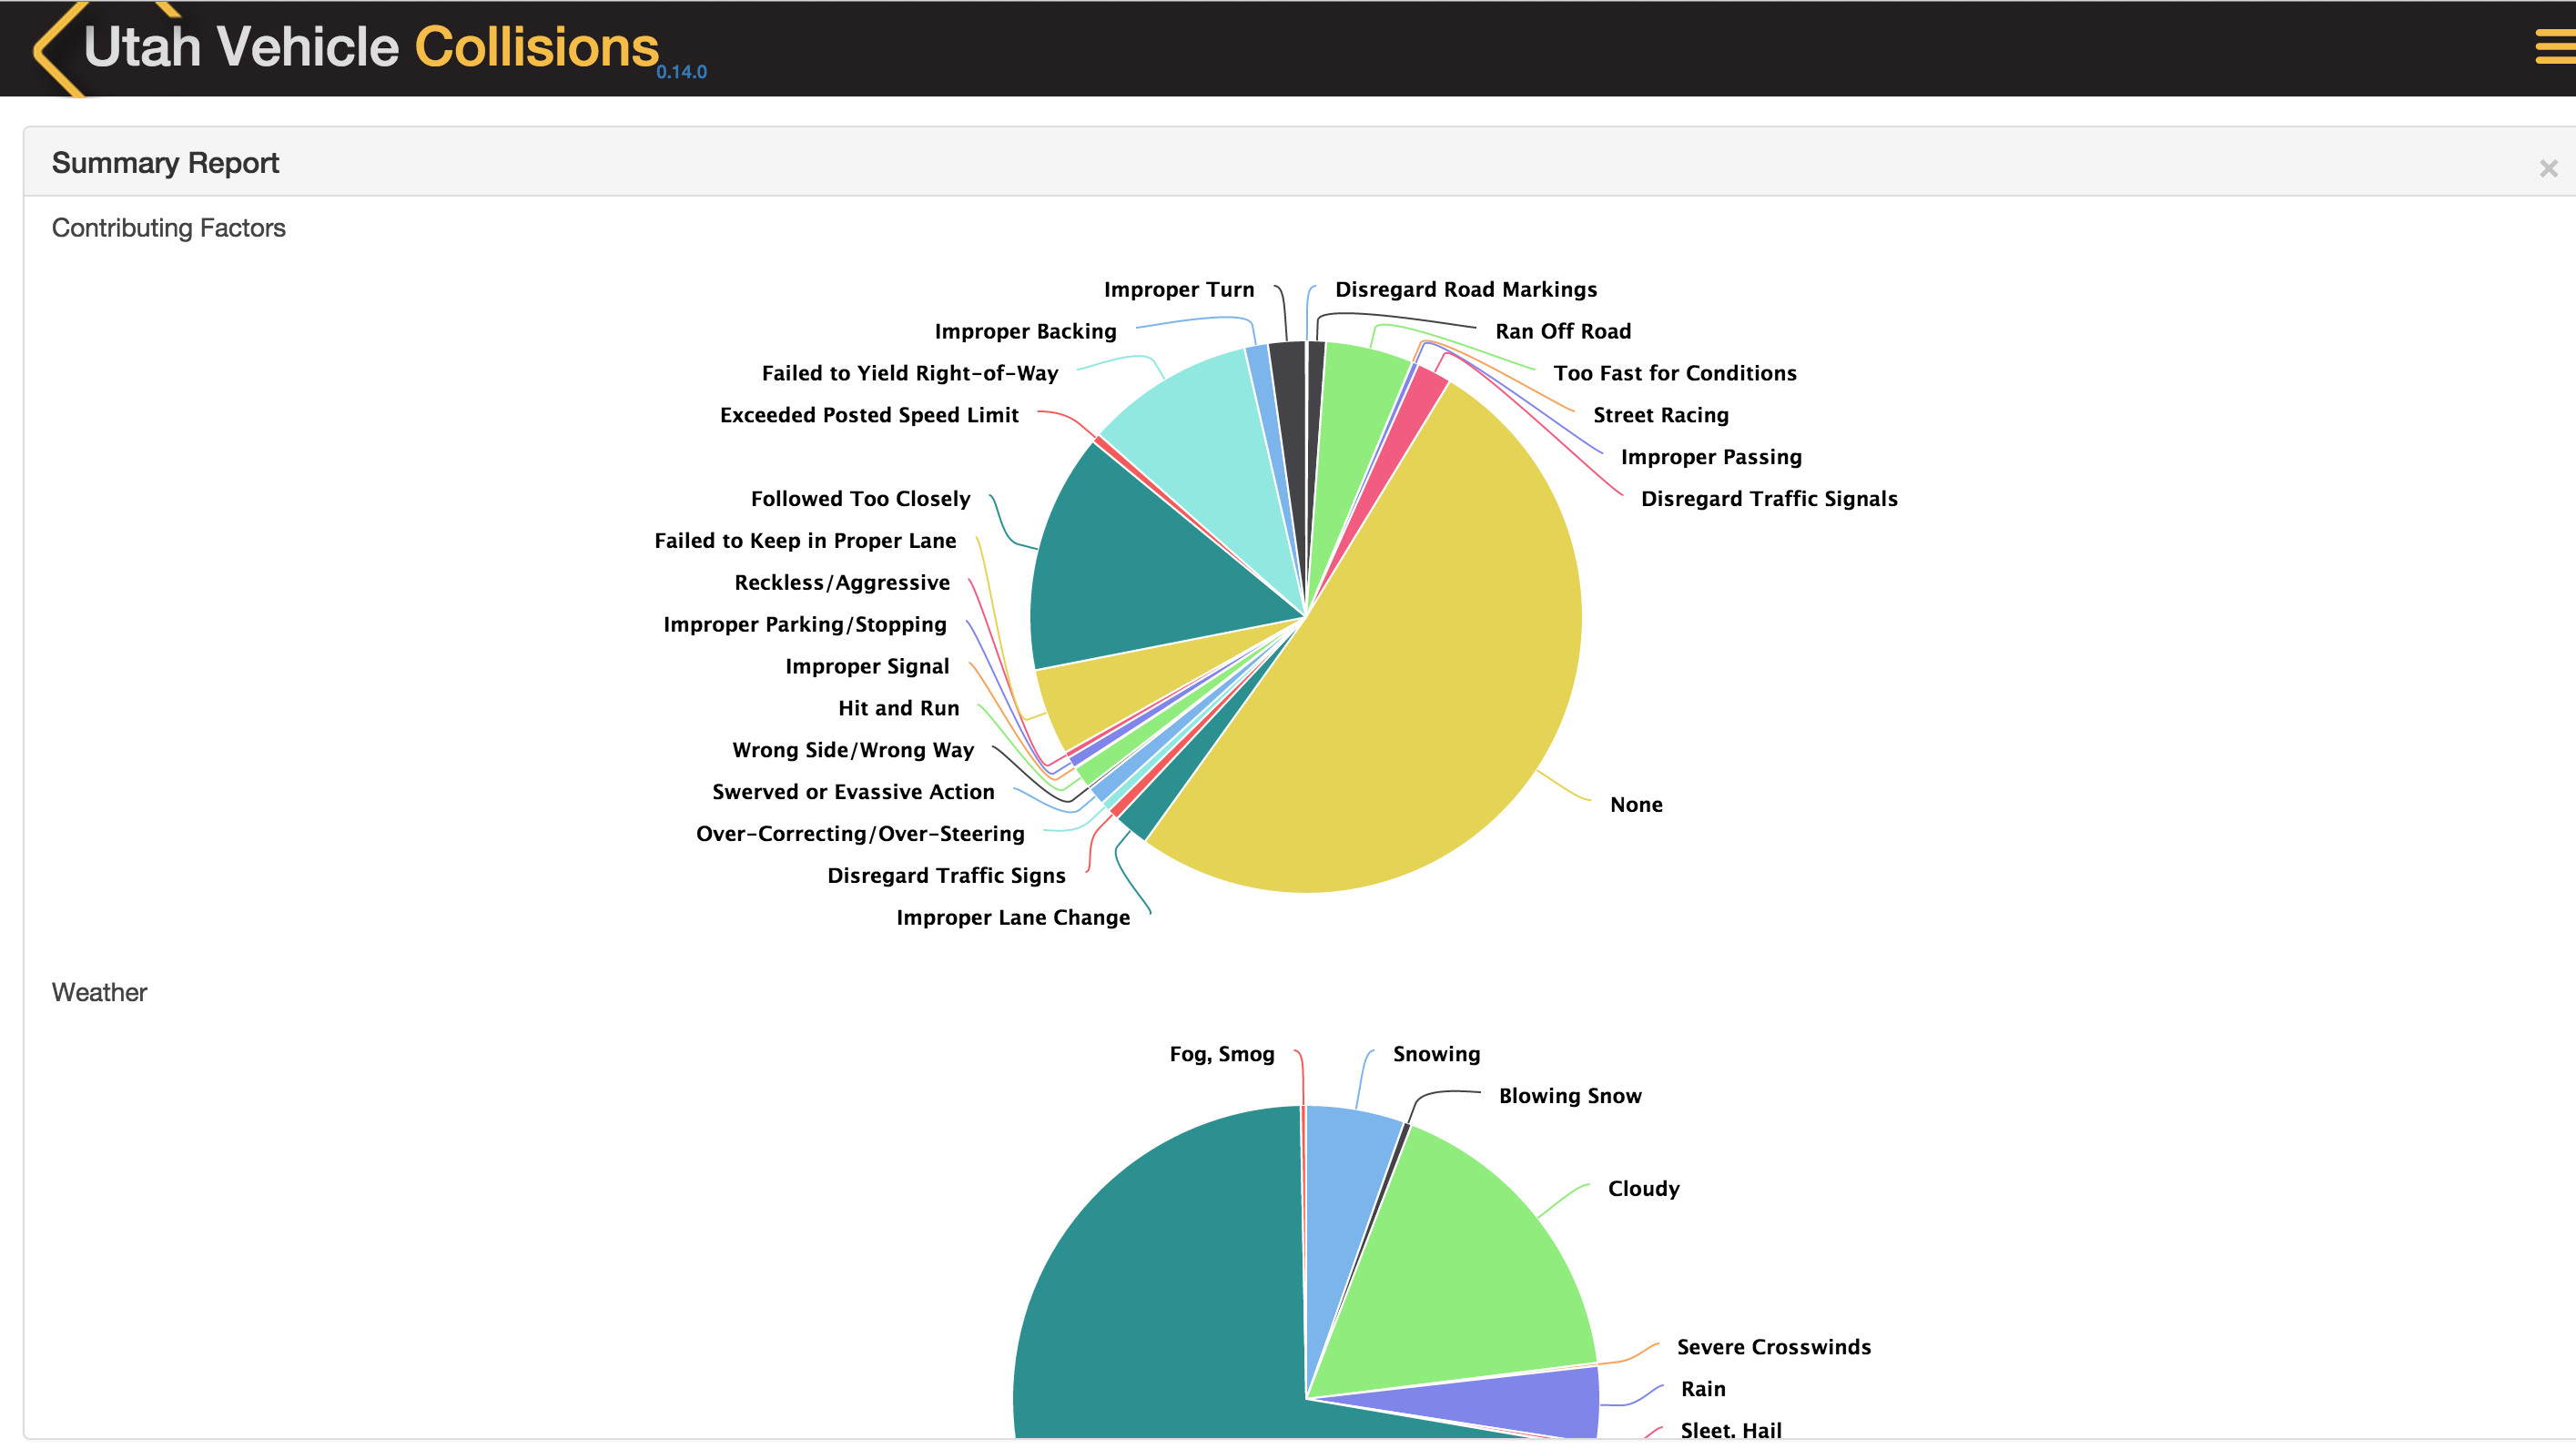 Utah Vehicle Collisions 0.14.0
Summary Report
×
Contributing Factors
Improper Turn
Disregard Road Markings
Improper Backing
Ran Off Road
Failed to Yield Right-of-Way
Too Fast for Conditions
Exceeded Posted Speed Limit
Street Racing
Improper Passing
Followed Too Closely
Disregard Traffic Signals
Failed to Keep in Proper Lane
Reckless/Aggressive
Improper Parking/Stopping
Improper Signal
Hit and Run
Wrong Side/Wrong Way
Swerved or Evassive Action
None
Over-Correcting/Over-Steering
Disregard Traffic Signs
Improper Lane Change
Weather
Fog, Smog
Snowing
Blowing Snow
Cloudy
Severe Crosswinds
Rain
Sleet, Hail